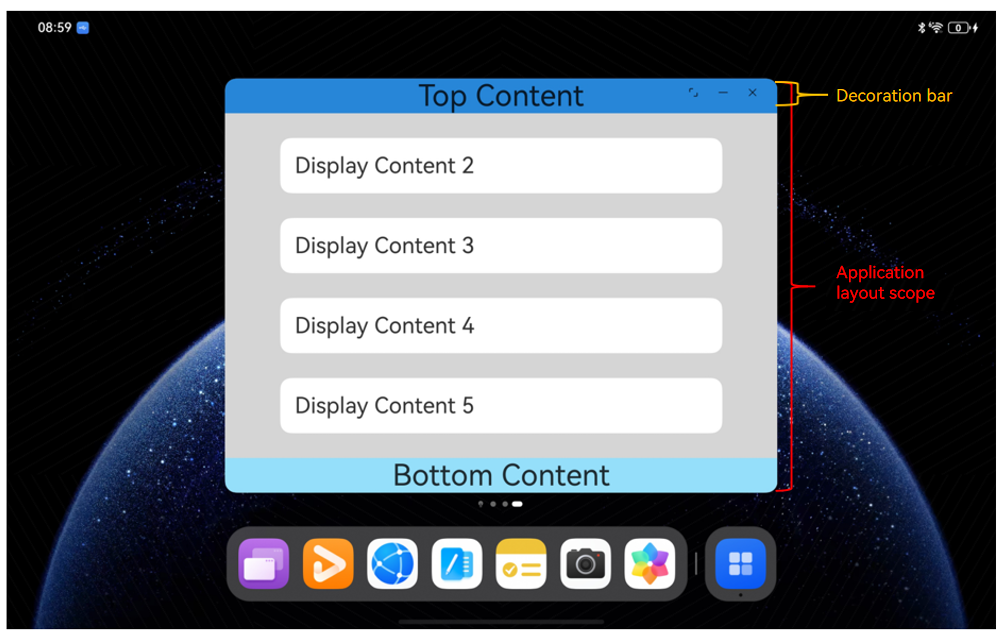 08:59
0
Top Content
Decoration bar
Display Content 2
Display Content 3
Application
layout scope
Display Content 4
Display Content 5
Bottom Content